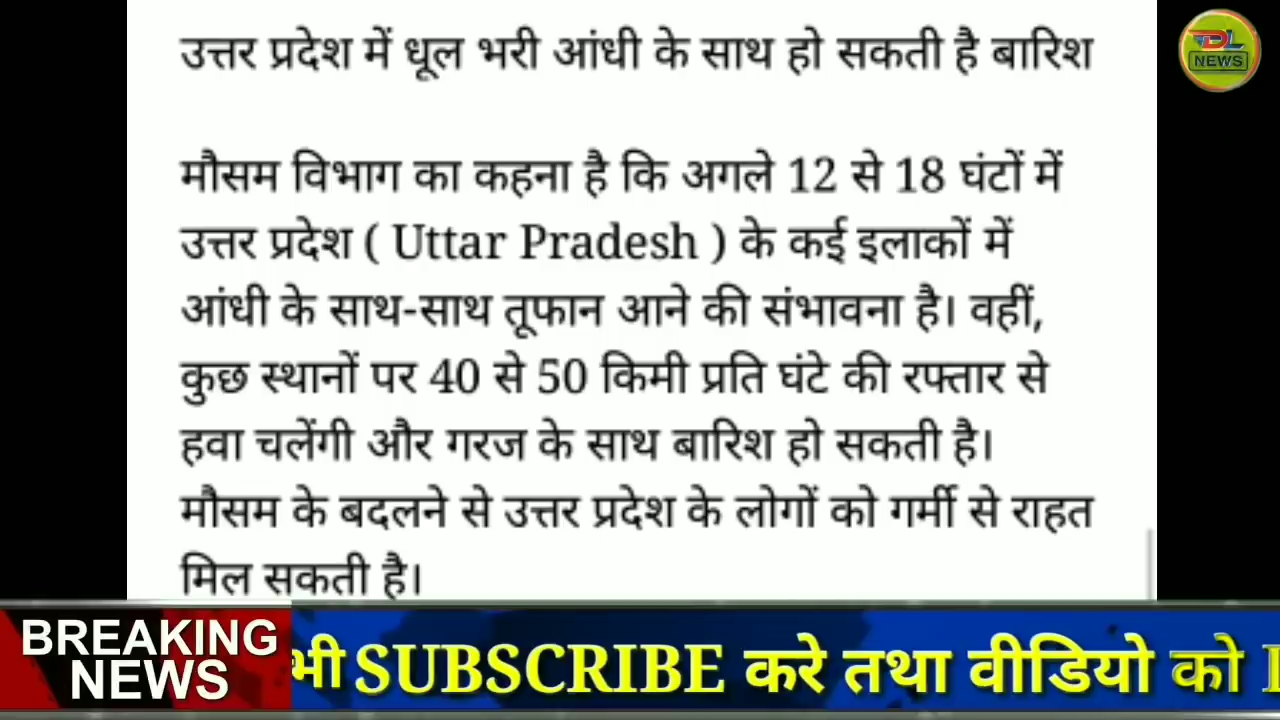 उत्तर प्रदेश में धूल भरी आंधी के साथ हो सकती है बारिश
DL
NEWS
मौसम विभाग का कहना है कि अगले 12 से 18 घंटों में
उत्तर प्रदेश ( Uttar Pradesh ) के कई इलाकों में
आंधी के साथ-साथ तूफान आने की संभावना है। वहीं,
कुछ स्थानों पर 40 से 50 किमी प्रति घंटे की रफ्तार से
हवा चलेंगी और गरज के साथ बारिश हो सकती है।
मौसम के बदलने से उत्तर प्रदेश के लोगों को गर्मी से राहत
मिल सकती है।
BREAKING
NEWS
भी SUBSCRIBE करे तथा वीडियो को